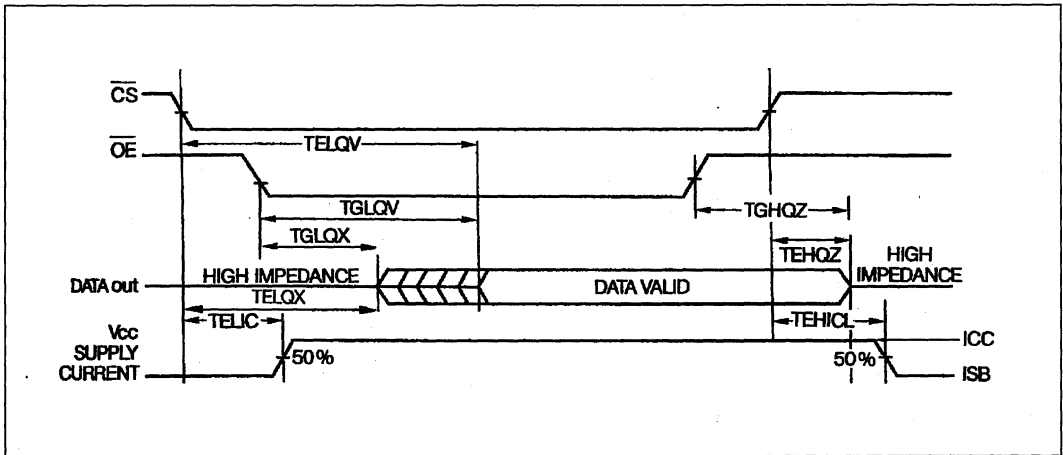 CS
OE
TELQV
TGLQV
TGHQZ
TGLQX
TEHQZ
HIGH IMPEDANCE
HIGH IMPEDANCE
DATA out
DATA VALID
TELQX
TELIC
TEHICL
Vcc SUPPLY CURRENT
50%
50%
ICC
ISB